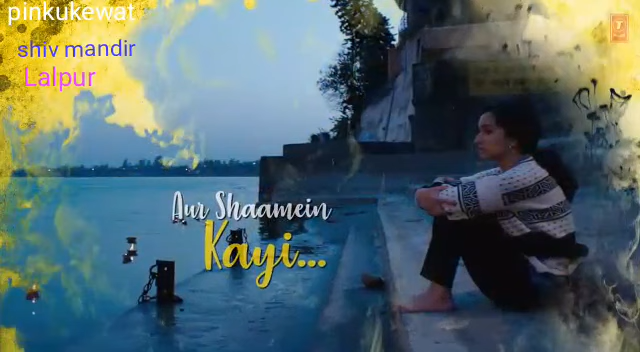 pinkukewat
shiv mandir
Lalpur
Aur Shaamein
Kayi...
T